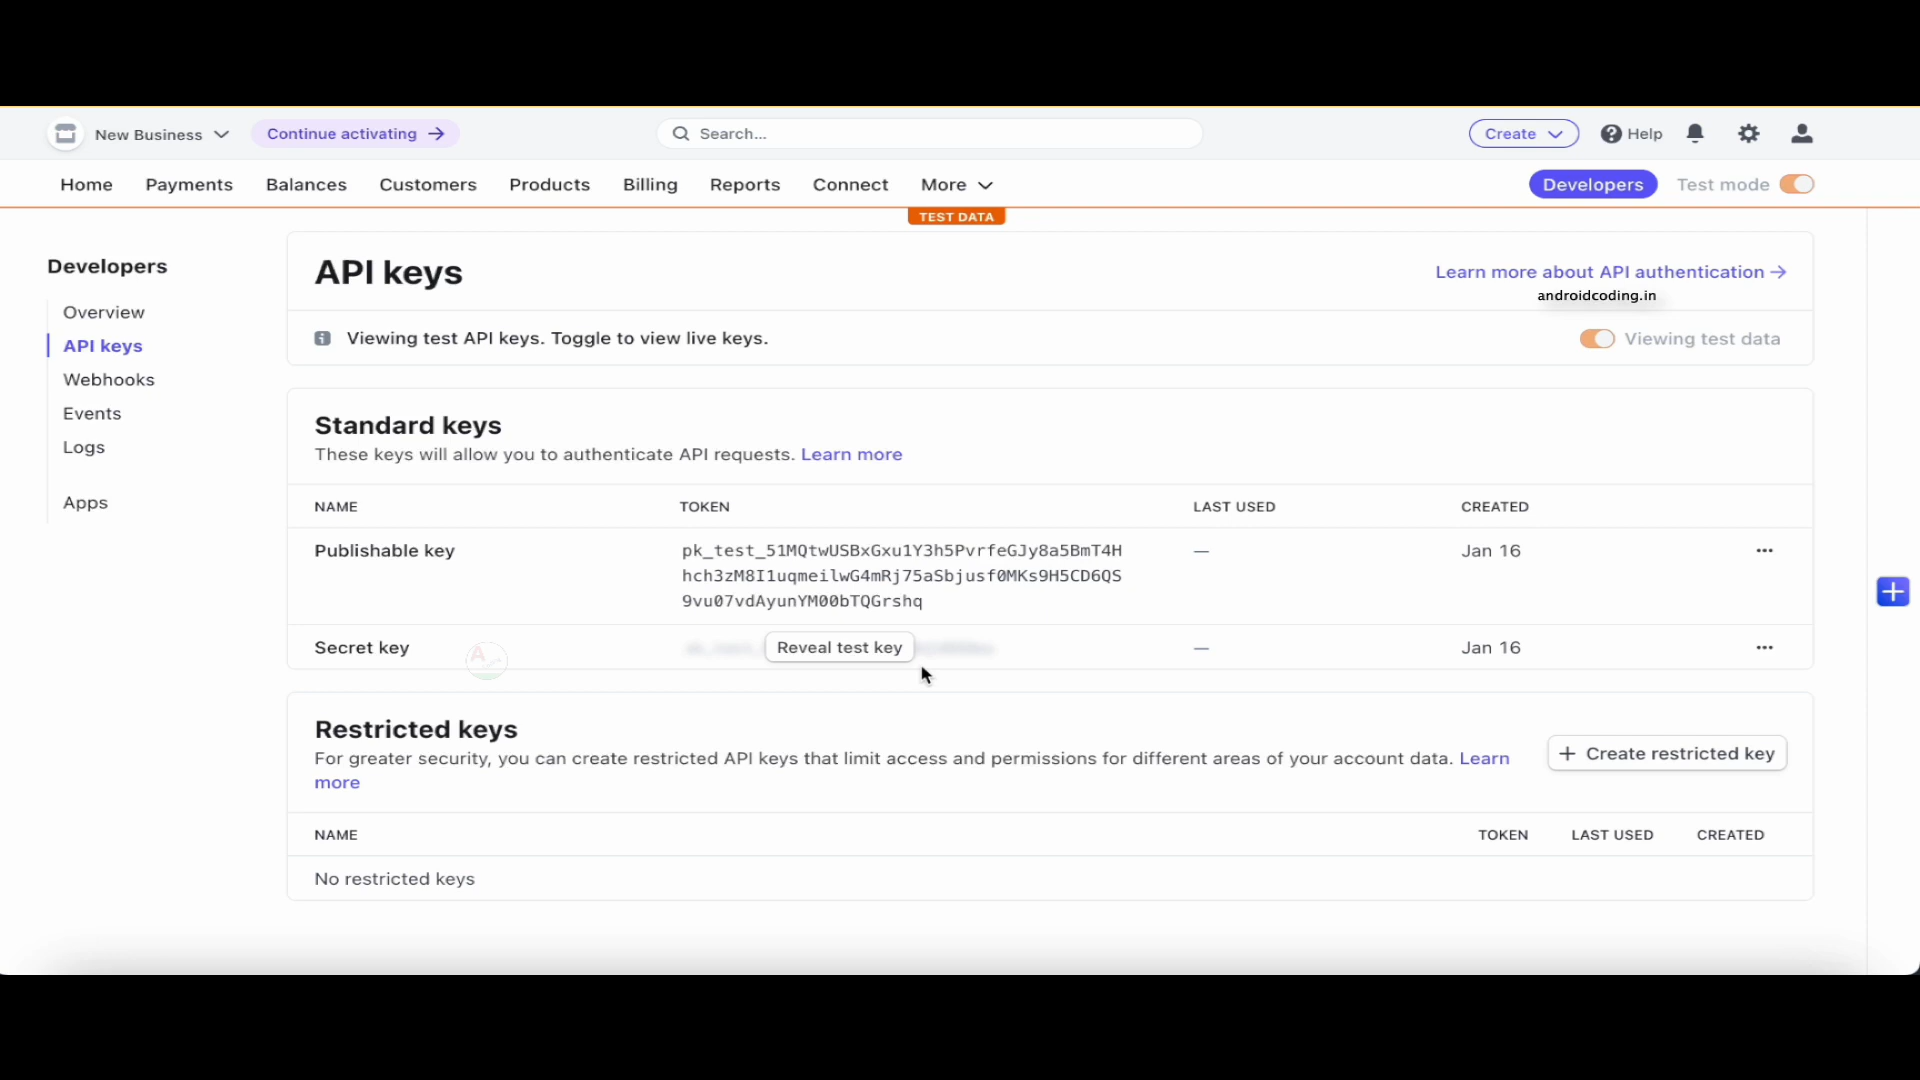 New Business
Continue activating →
Search...
Create
Help
Home
Payments
Balances
Customers
Products
Billing
Reports
Connect
More
Developers
Test mode
TEST DATA
Developers
Overview
API keys
Webhooks
Events
Logs
Apps
API keys
Learn more about API authentication →
androidcoding.in
Viewing test API keys. Toggle to view live keys.
Viewing test data
Standard keys
These keys will allow you to authenticate API requests. Learn more
NAME TOKEN LAST USED CREATED
Publishable key
pk_test_51MQtwUSBxGxu1Y3h5PvrfeGJy8a5BmT4H
hch3zM8I1uqmeilwG4mRj75aSbjusf0MKs9H5CD6QS
9vu07vdAyunYM00bTQGrshq
— Jan 16
Secret key Reveal test key — Jan 16
Restricted keys
For greater security, you can create restricted API keys that limit access and permissions for different areas of your account data. Learn
more
+ Create restricted key
NAME TOKEN LAST USED CREATED
No restricted keys